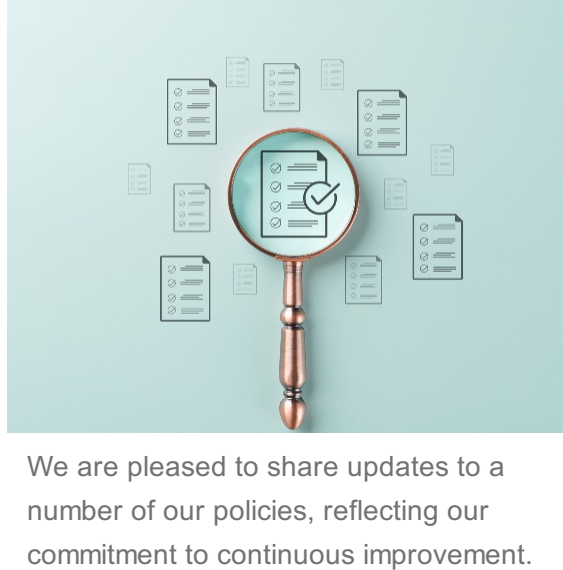 We are pleased to share updates to a
number of our policies, reflecting our
commitment to continuous improvement.